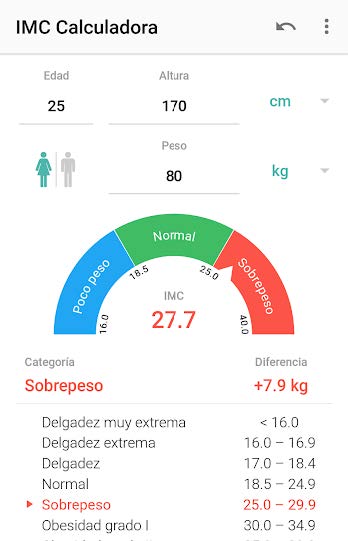 IMC Calculadora
Edad Altura
25 170 cm
Peso
80 kg
Poco peso Normal Sobrepeso
16.0 18.5 25.0 40.0
IMC
27.7
Categoría Diferencia
Sobrepeso +7.9 kg
Delgadez muy extrema < 16.0
Delgadez extrema 16.0 – 16.9
Delgadez 17.0 – 18.4
Normal 18.5 – 24.9
Sobrepeso 25.0 – 29.9
Obesidad grado I 30.0 – 34.9